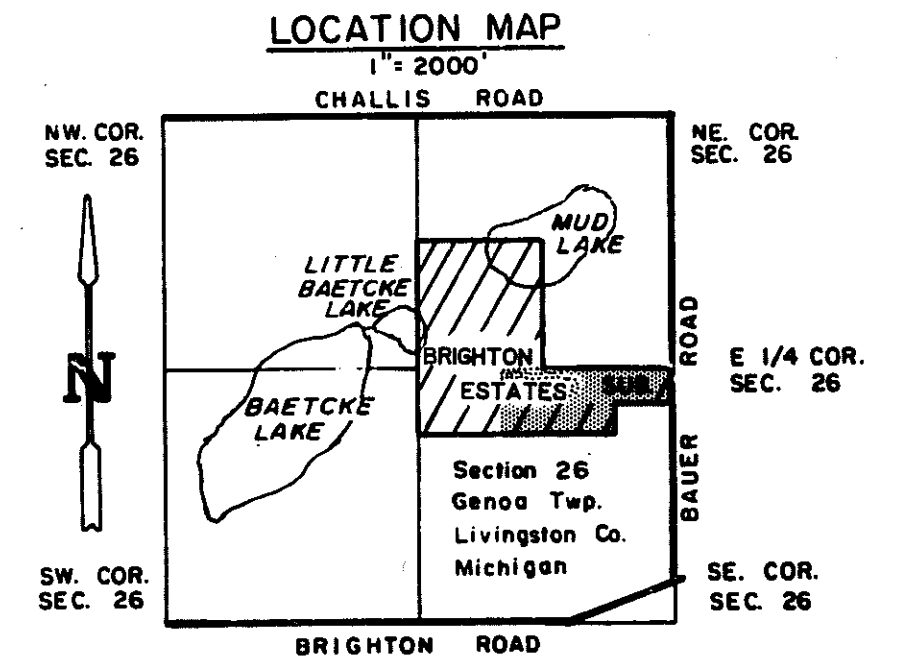 LOCATION MAP
1"= 2000'
CHALLIS ROAD
NW. COR.
SEC. 26
NE. COR.
SEC. 26
MUD
LAKE
LITTLE
BAETCKE
LAKE
BRIGHTON
ESTATES SUB
ROAD
E 1/4 COR.
SEC. 26
N
BAETCKE
LAKE
BAUER
Section 26
Genoa Twp.
Livingston Co.
Michigan
SW. COR.
SEC. 26
SE. COR.
SEC. 26
BRIGHTON ROAD